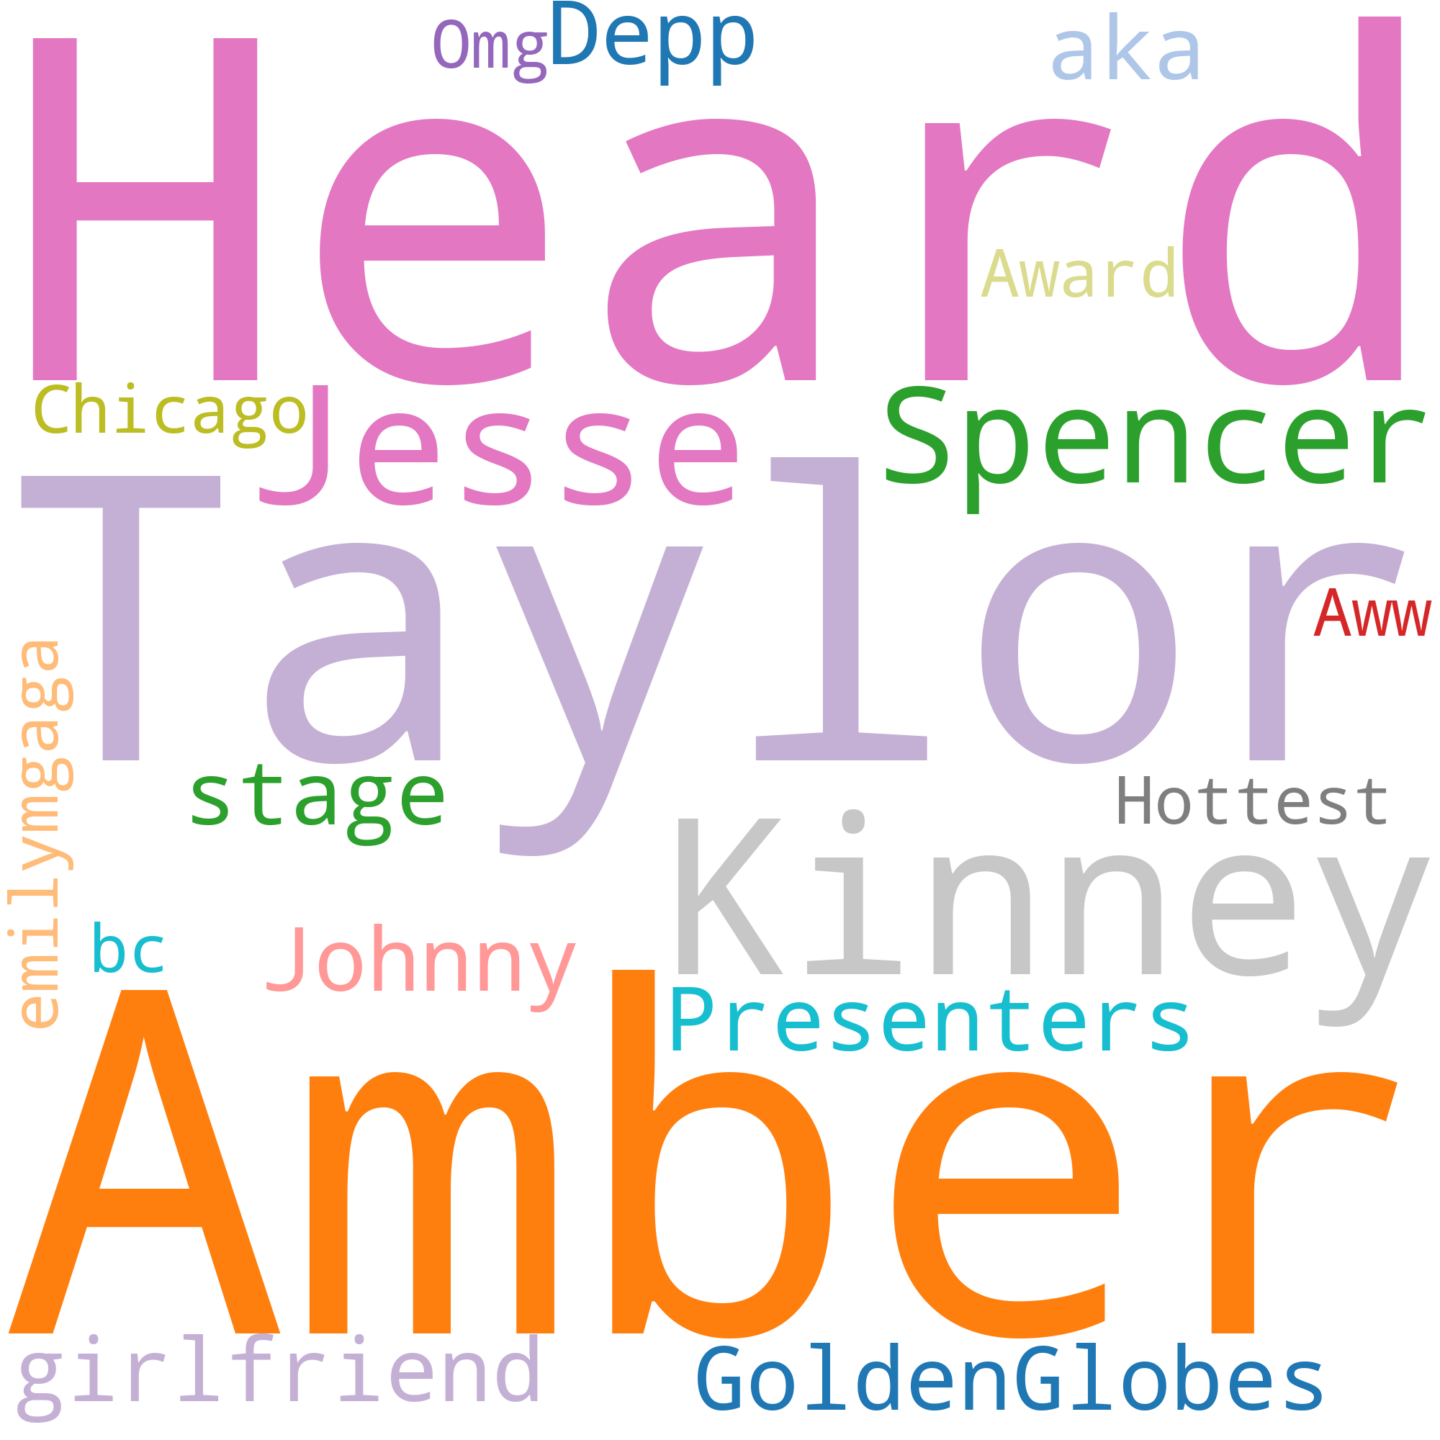 Omg Depp aka
Heard
Award
Chicago Jesse Spencer
Taylor
Aww
emilymgaga
stage Hottest
Kinney
bc Johnny
Presenters
Amber
girlfriend GoldenGlobes